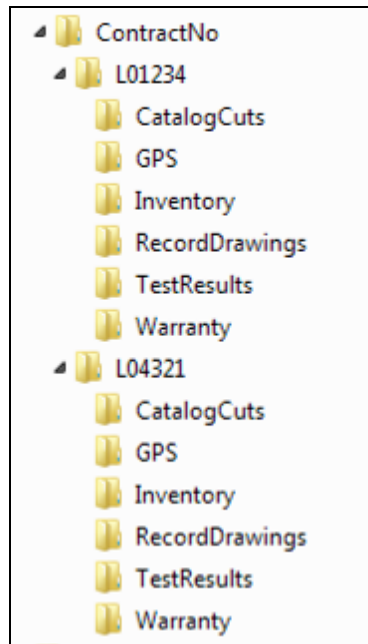 ContractNo
L01234
CatalogCuts
GPS
Inventory
RecordDrawings
TestResults
Warranty
L04321
CatalogCuts
GPS
Inventory
RecordDrawings
TestResults
Warranty